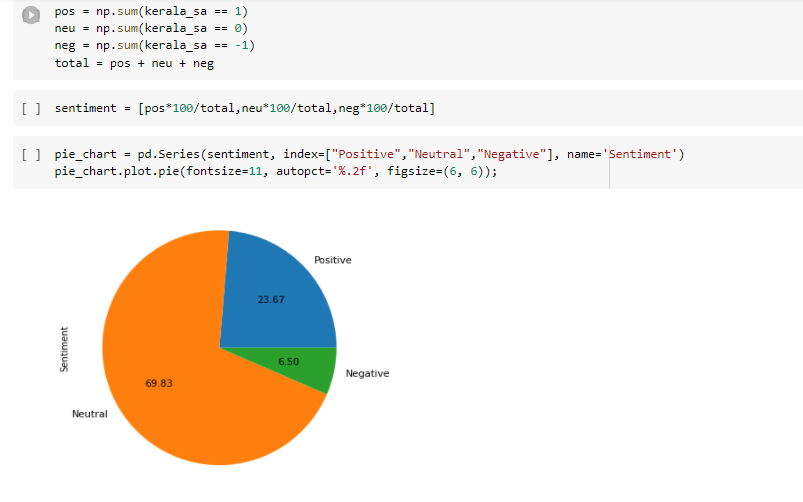 pos = np.sum(kerala_sa == 1)
neu = np.sum(kerala_sa == 0)
neg = np.sum(kerala_sa == -1)
total = pos + neu + neg
[ ] sentiment = [pos*100/total,neu*100/total,neg*100/total]
[ ] pie_chart = pd.Series(sentiment, index=["Positive","Neutral","Negative"], name='Sentiment')
pie_chart.plot.pie(fontsize=11, autopct='%.2f', figsize=(6, 6));
Positive
23.67
Sentiment
6.50
Negative
69.83
Neutral